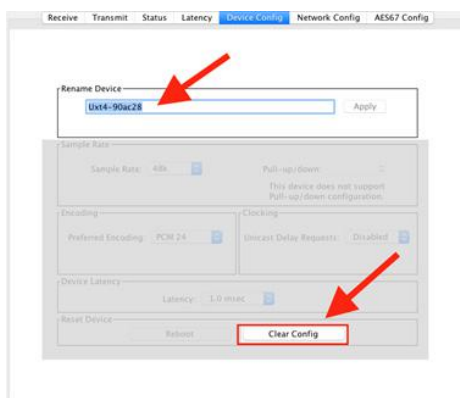 Receive Transmit Status Latency Device Config Network Config AES67 Config
Rename Device
Uxt4-90ac28 Apply
Sample Rate
Sample Rate: 48k Pull-up/down:
This device does not support
Pull-up/down configuration.
Encoding Clocking
Preferred Encoding: PCM 24 Unicast Delay Requests: Disabled
Device Latency
Latency: 1.0 msec
Reset Device
Reboot Clear Config